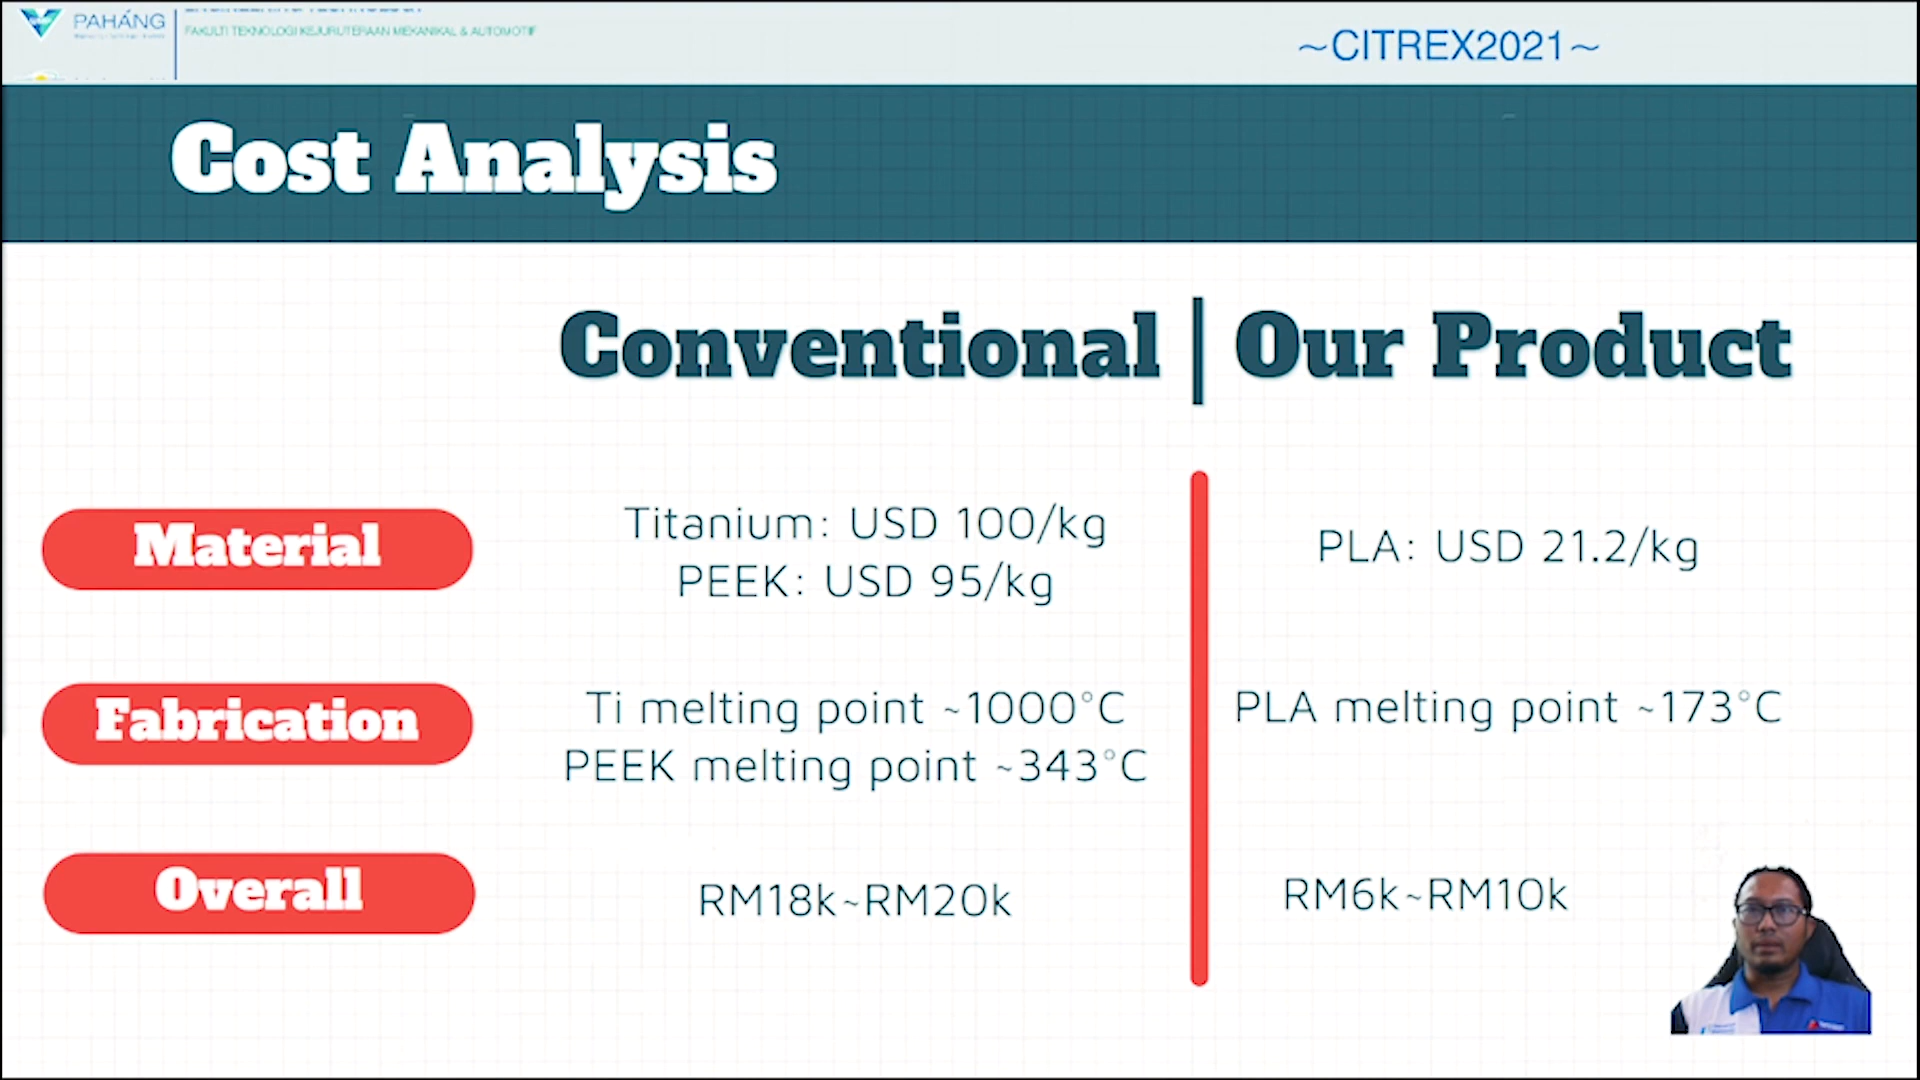 PAHÁNG
FAKULTI TEKNOLOGI KEJURUTERAAN MEKANIKAL & AUTOMOTIF
~CITREX2021~
Cost Analysis
Conventional | Our Product
Material
Titanium: USD 100/kg
PEEK: USD 95/kg
PLA: USD 21.2/kg
Fabrication
Ti melting point ~1000°C
PEEK melting point ~343°C
PLA melting point ~173°C
Overall
RM18k~RM20k
RM6k~RM10k